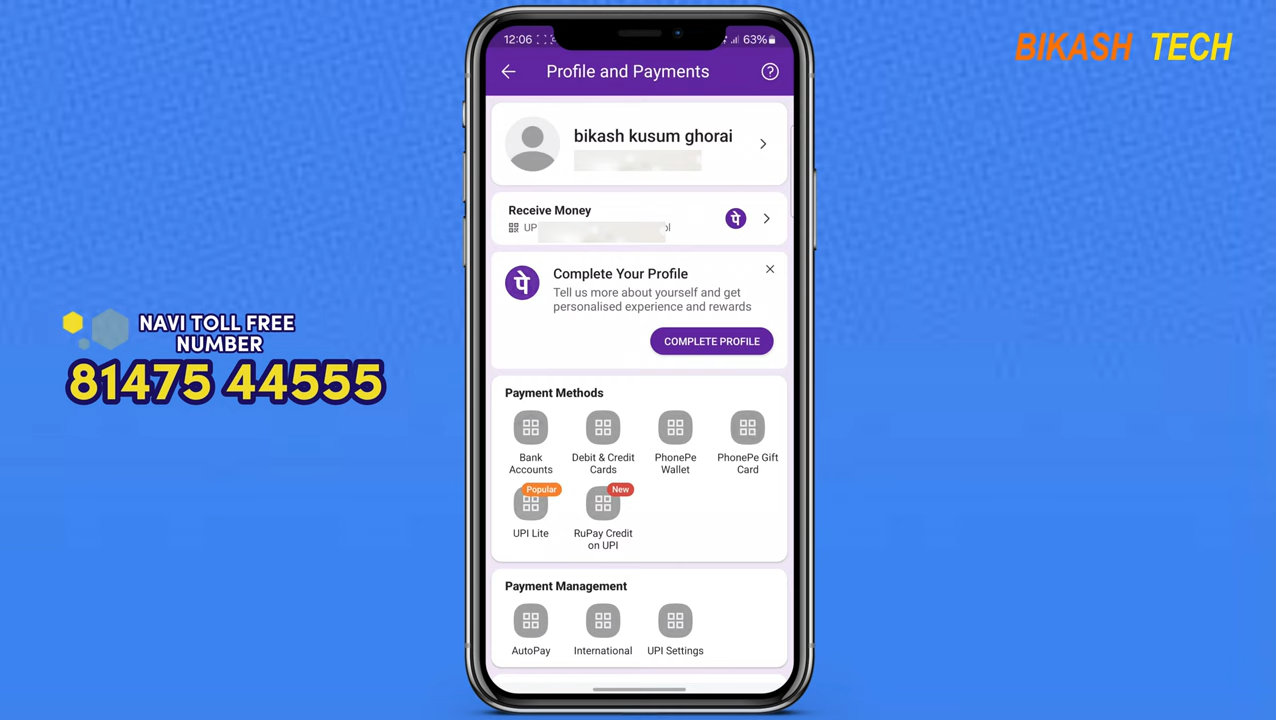 BIKASH TECH
12:06
63%
Profile and Payments
bikash kusum ghorai
Receive Money
UP
पे
Complete Your Profile
पे
Tell us more about yourself and get
personalised experience and rewards
COMPLETE PROFILE
NAVI TOLL FREE
NUMBER
81475 44555
Payment Methods
Bank
Accounts
Debit & Credit
Cards
PhonePe
Wallet
PhonePe Gift
Card
Popular
New
UPI Lite
RuPay Credit
on UPI
Payment Management
AutoPay
International
UPI Settings